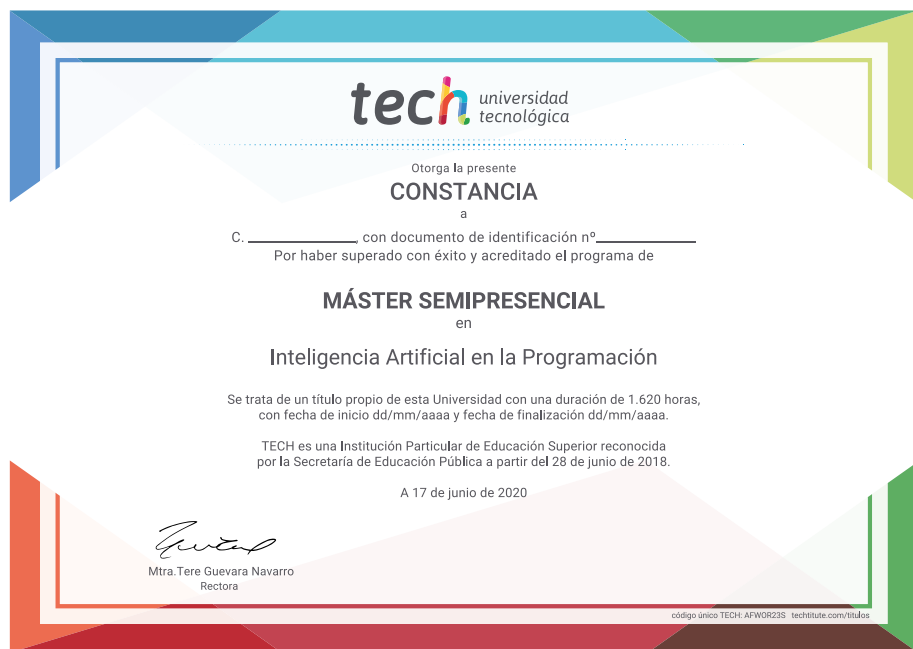 tech universidad
tecnológica
Otorga la presente
CONSTANCIA
a
C. ____________, con documento de identificación nº____________
Por haber superado con éxito y acreditado el programa de
MÁSTER SEMIPRESENCIAL
en
Inteligencia Artificial en la Programación
Se trata de un título propio de esta Universidad con una duración de 1.620 horas,
con fecha de inicio dd/mm/aaaa y fecha de finalización dd/mm/aaaa.
TECH es una Institución Particular de Educación Superior reconocida
por la Secretaría de Educación Pública a partir del 28 de junio de 2018.
A 17 de junio de 2020
Mtra.Tere Guevara Navarro
Rectora
código único TECH: AFWOR23S techtitute.com/titulos